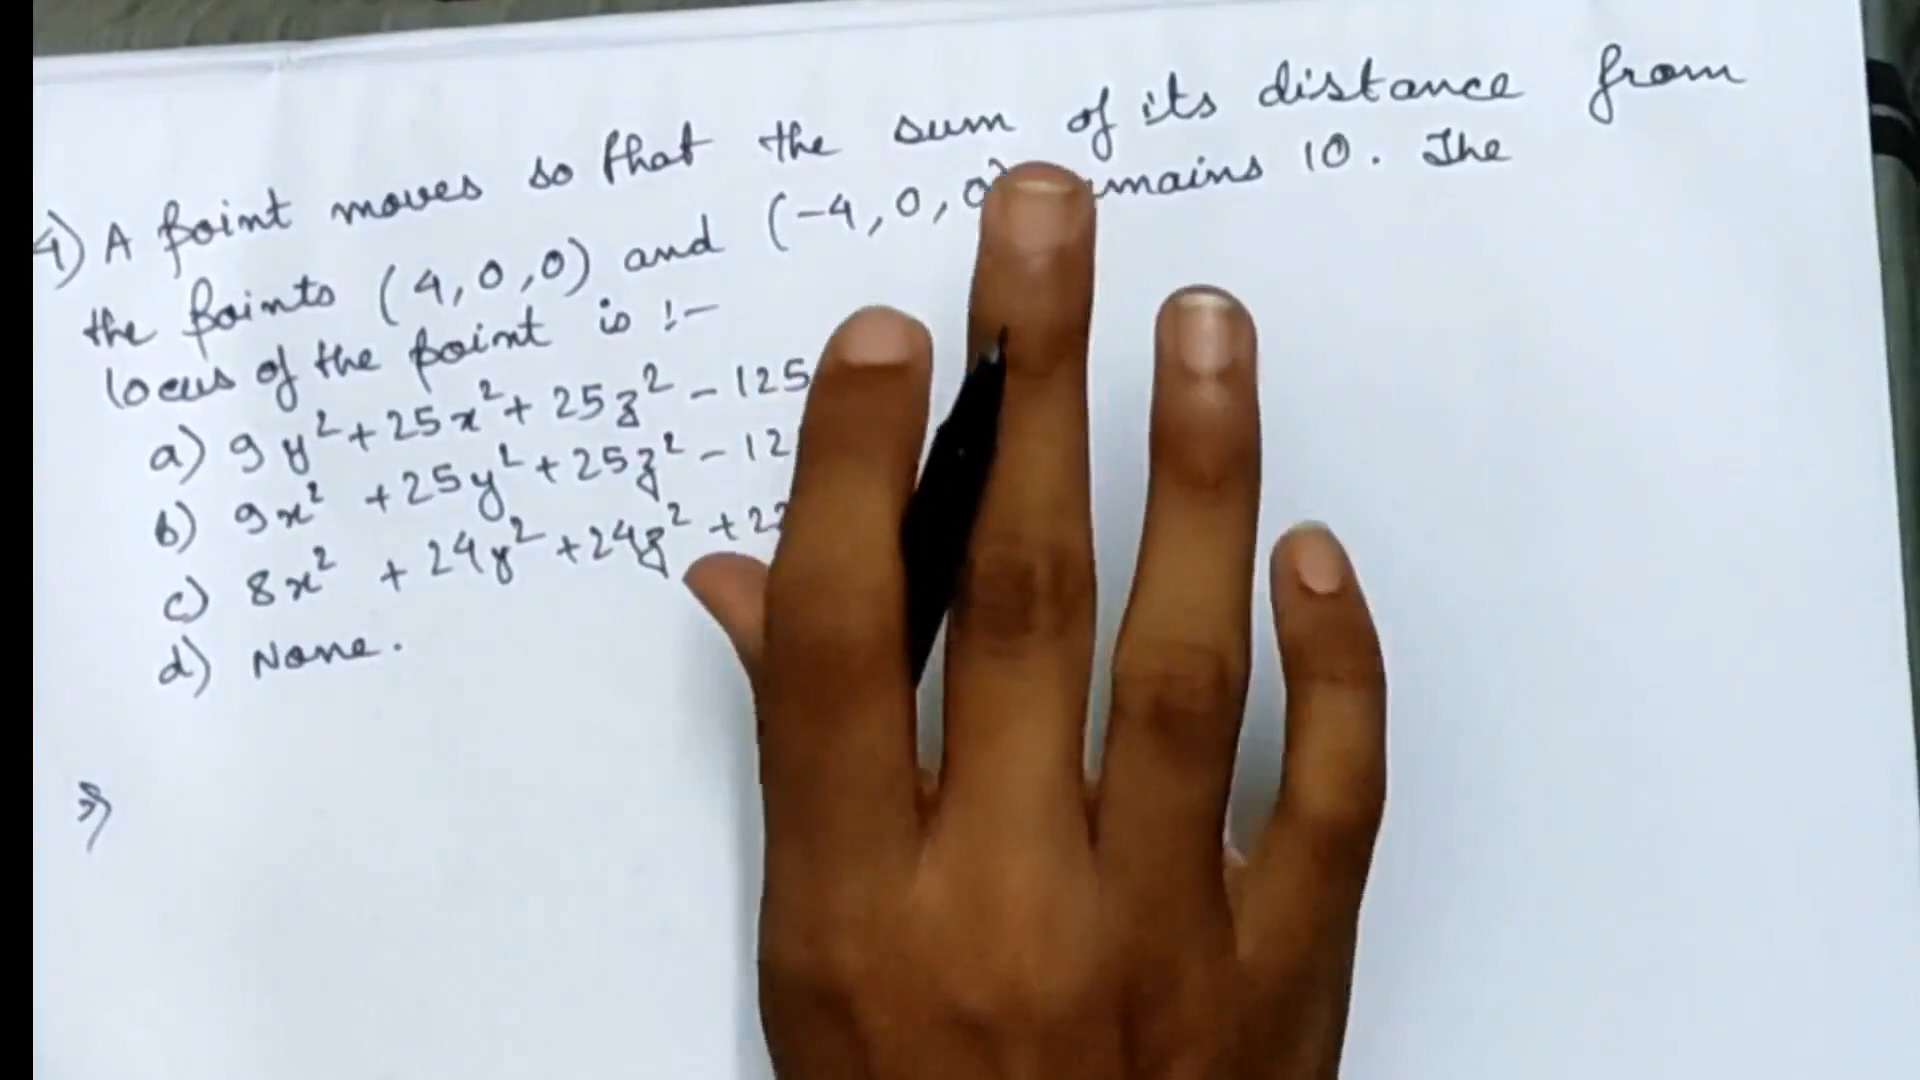 4) A point moves so that the sum of its distance from
the points (4,0,0) and (-4,0,0) remains 10. The
locus of the point is :-
a) 9y²+25x²+25z²-125
b) 9x² +25y²+25z²-12
c) 8x² +24y²+24z²+22
d) None.
⇒)